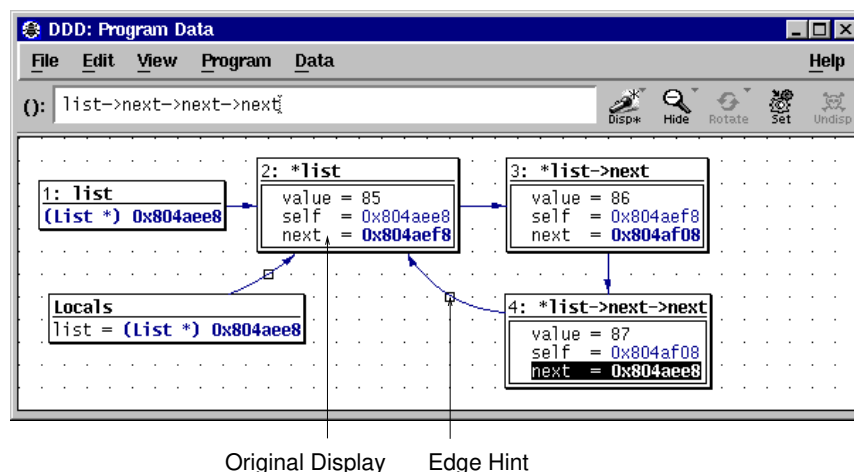 DDD: Program Data
File Edit View Program Data Help
(): list->next->next->next
Disp* Hide Rotate Set Undisp
1: list
(List *) 0x804aee8
2: *list
value = 85
self = 0x804aee8
next = 0x804aef8
3: *list->next
value = 86
self = 0x804aef8
next = 0x804af08
Locals
list = (List *) 0x804aee8
4: *list->next->next
value = 87
self = 0x804af08
next = 0x804aee8
Original Display Edge Hint